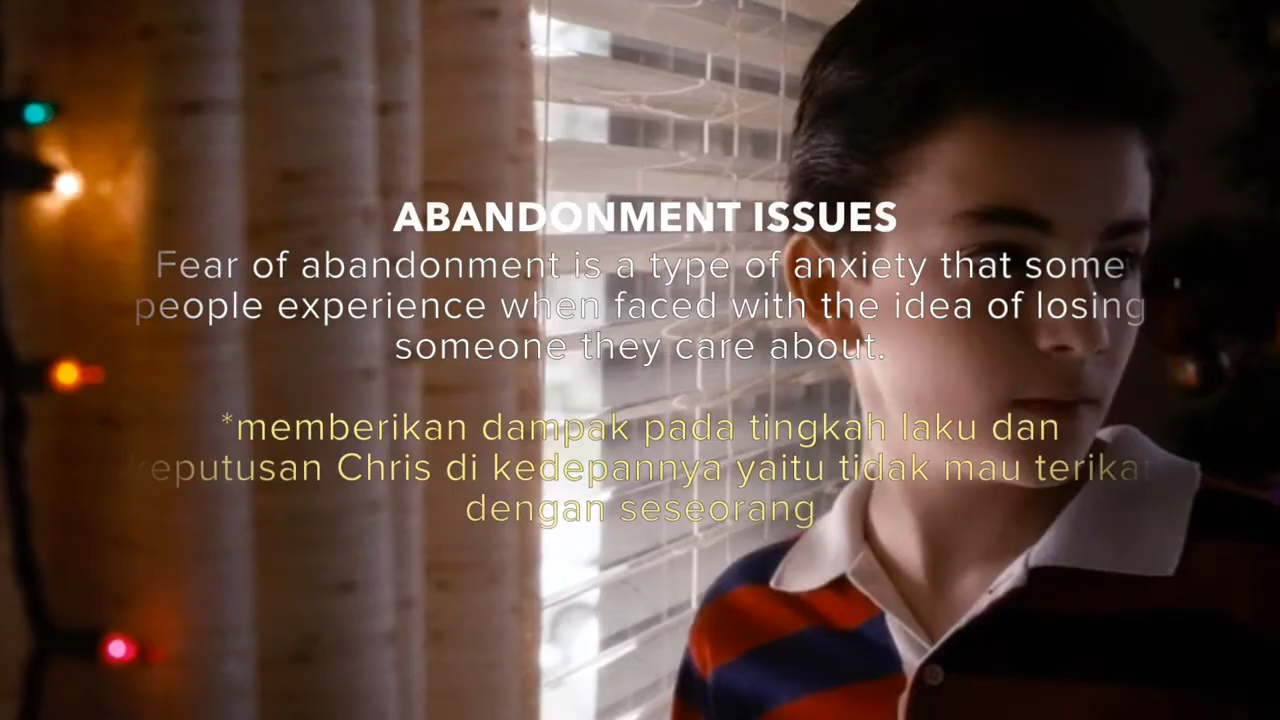 ABANDONMENT ISSUES
Fear of abandonment is a type of anxiety that some
people experience when faced with the idea of losing
someone they care about.
*memberikan dampak pada tingkah laku dan
keputusan Chris di kedepannya yaitu tidak mau terikat
dengan seseorang